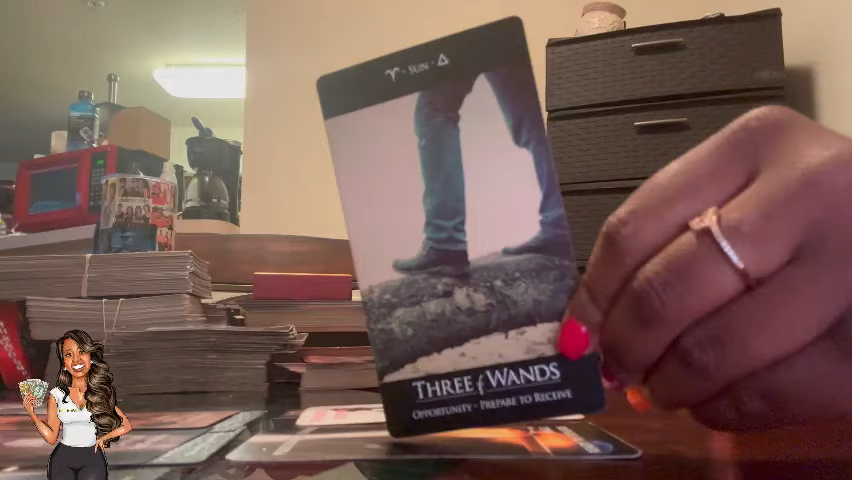 ♈ · SUN · 🜂
THREE of WANDS
OPPORTUNITY · PREPARE TO RECEIVE